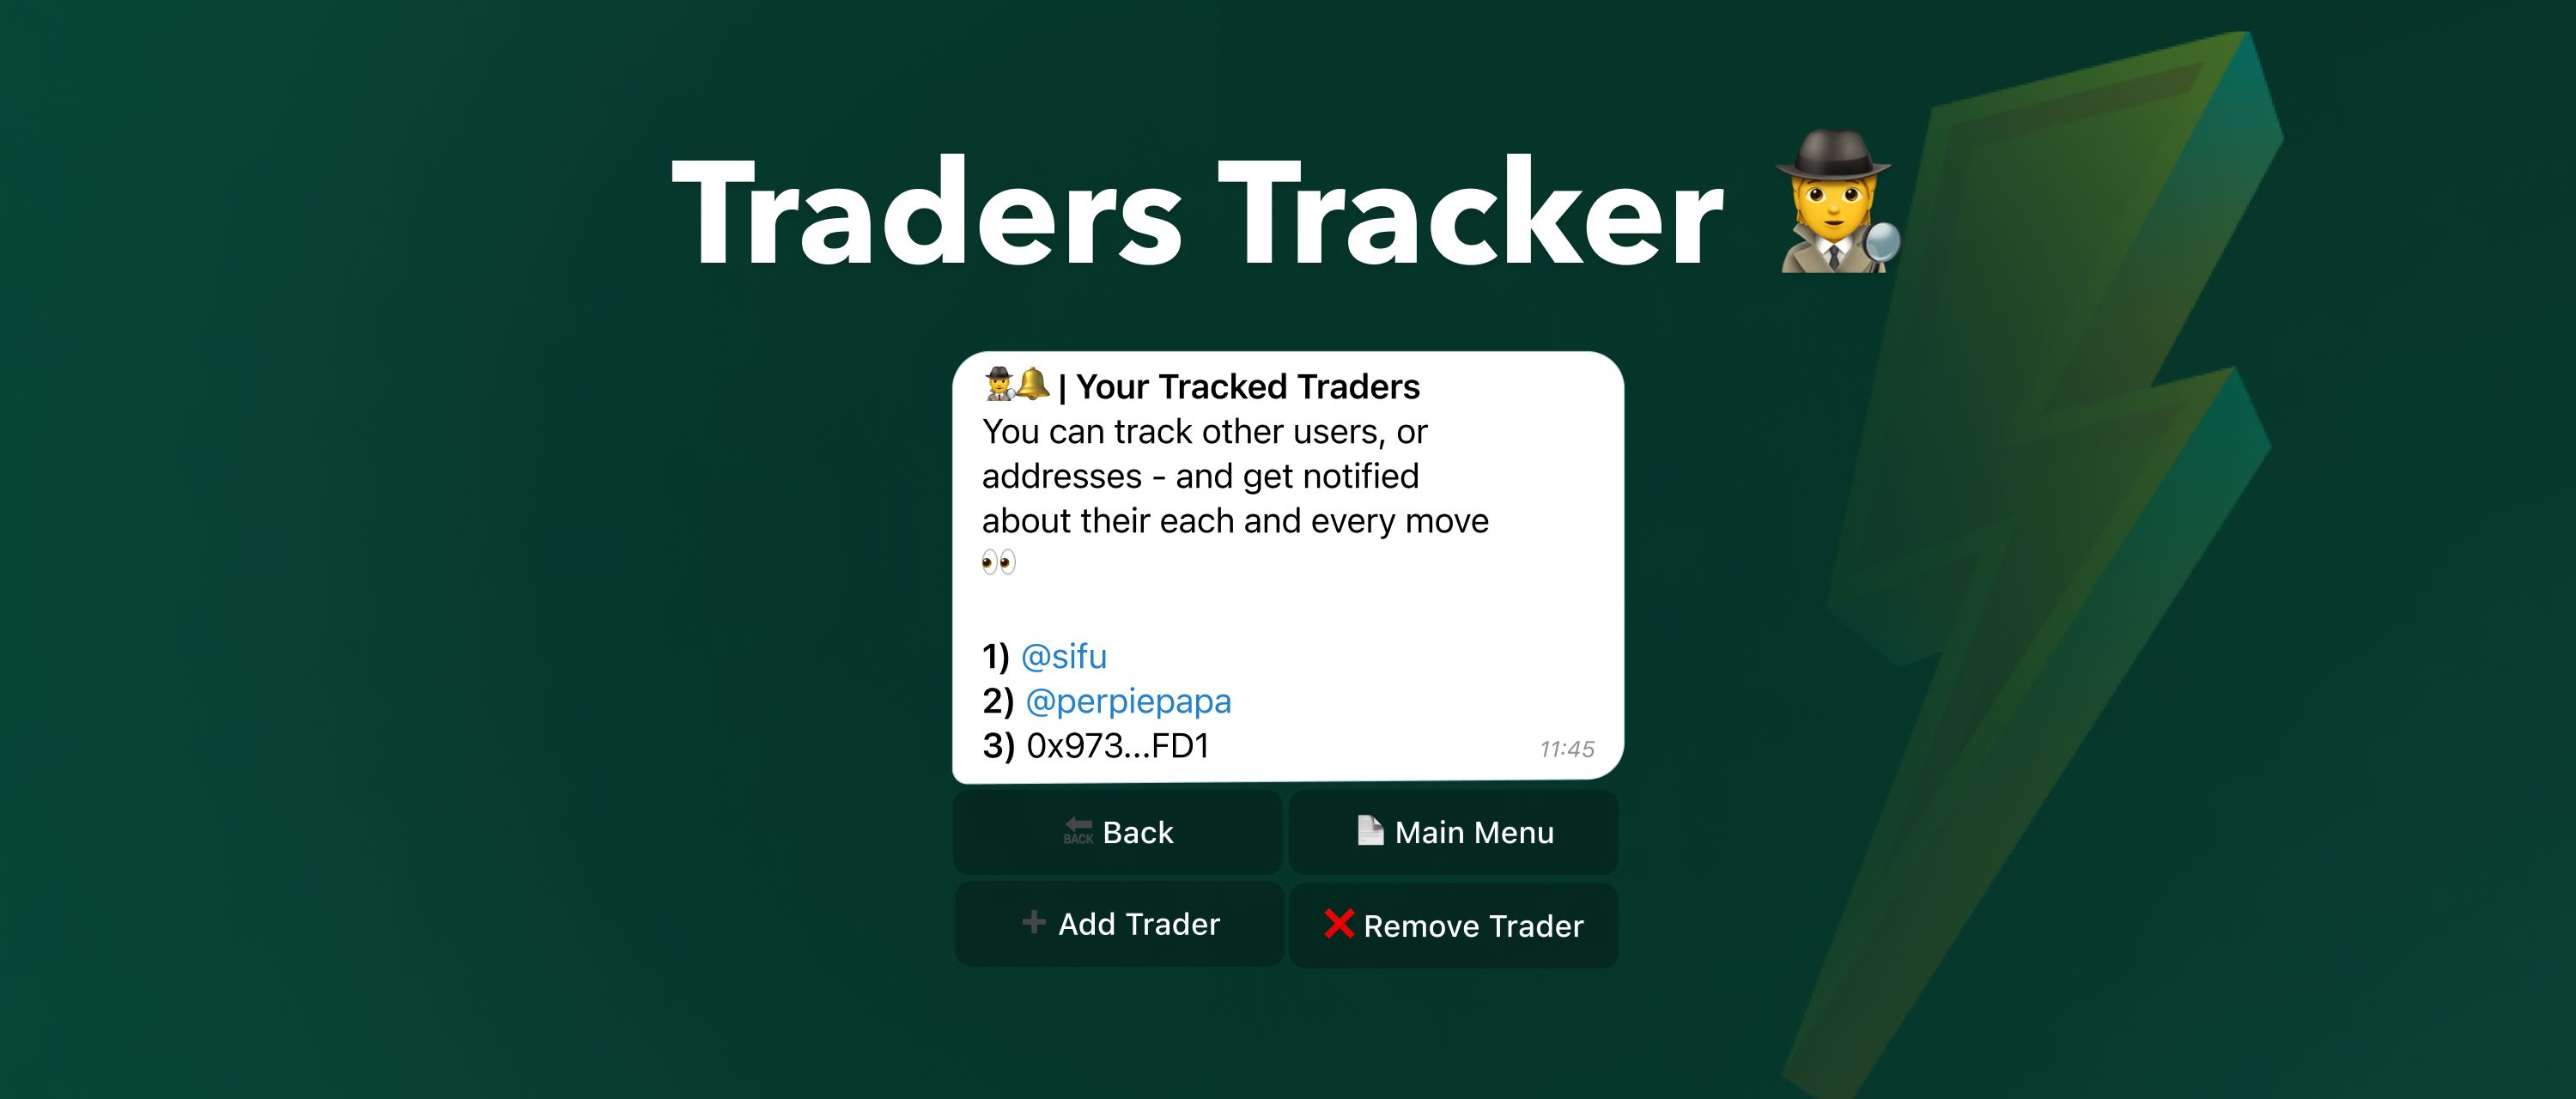 Traders Tracker
| Your Tracked Traders
You can track other users, or
addresses - and get notified
about their each and every move
1) @sifu
2) @perpiepapa
3) 0x973...FD1
11:45
BACK Back
Main Menu
Add Trader
Remove Trader